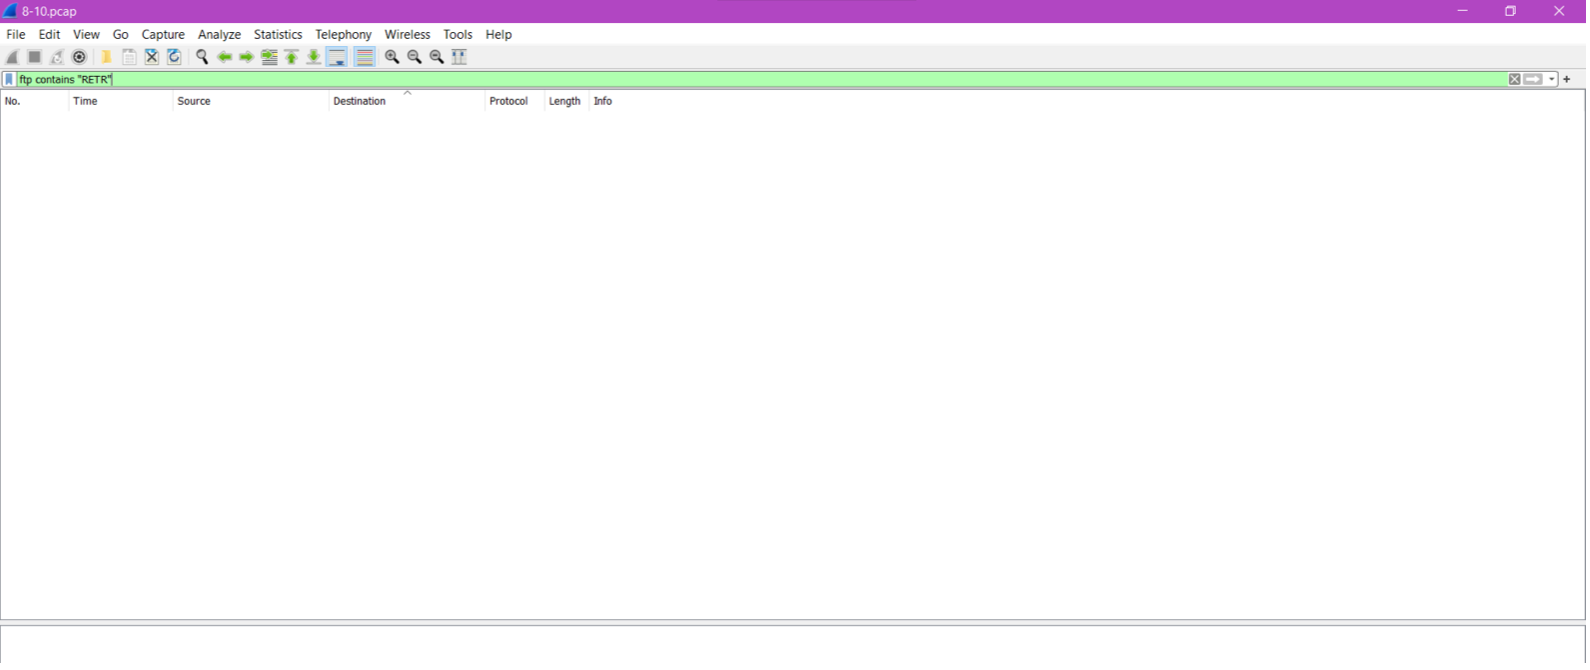 8-10.pcap
File Edit View Go Capture Analyze Statistics Telephony Wireless Tools Help
ftp contains "RETR"
No. Time Source Destination Protocol Length Info